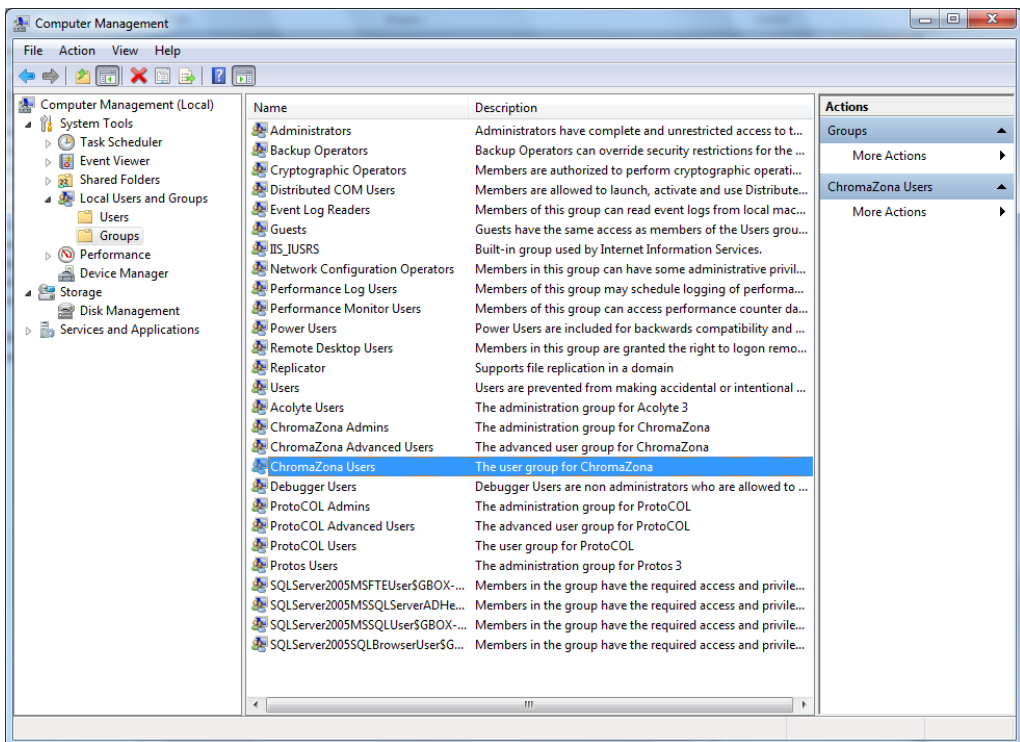 Computer Management
File Action View Help
Computer Management (Local)
System Tools
Task Scheduler
Event Viewer
Shared Folders
Local Users and Groups
Users
Groups
Performance
Device Manager
Storage
Disk Management
Services and Applications
Name Description
Administrators Administrators have complete and unrestricted access to t...
Backup Operators Backup Operators can override security restrictions for the ...
Cryptographic Operators Members are authorized to perform cryptographic operati...
Distributed COM Users Members are allowed to launch, activate and use Distribute...
Event Log Readers Members of this group can read event logs from local mac...
Guests Guests have the same access as members of the Users grou...
IIS_IUSRS Built-in group used by Internet Information Services.
Network Configuration Operators Members in this group can have some administrative privil...
Performance Log Users Members of this group may schedule logging of performa...
Performance Monitor Users Members of this group can access performance counter da...
Power Users Power Users are included for backwards compatibility and ...
Remote Desktop Users Members in this group are granted the right to logon remo...
Replicator Supports file replication in a domain
Users Users are prevented from making accidental or intentional ...
Acolyte Users The administration group for Acolyte 3
ChromaZona Admins The administration group for ChromaZona
ChromaZona Advanced Users The advanced user group for ChromaZona
ChromaZona Users The user group for ChromaZona
Debugger Users Debugger Users are non administrators who are allowed to ...
ProtoCOL Admins The administration group for ProtoCOL
ProtoCOL Advanced Users The advanced user group for ProtoCOL
ProtoCOL Users The user group for ProtoCOL
Protos Users The administration group for Protos 3
SQLServer2005MSFTEUser$GBOX-... Members in the group have the required access and privile...
SQLServer2005MSSQLServerADHe... Members in the group have the required access and privile...
SQLServer2005MSSQLUser$GBOX-... Members in the group have the required access and privile...
SQLServer2005SQLBrowserUser$G... Members in the group have the required access and privile...
Actions
Groups
More Actions
ChromaZona Users
More Actions